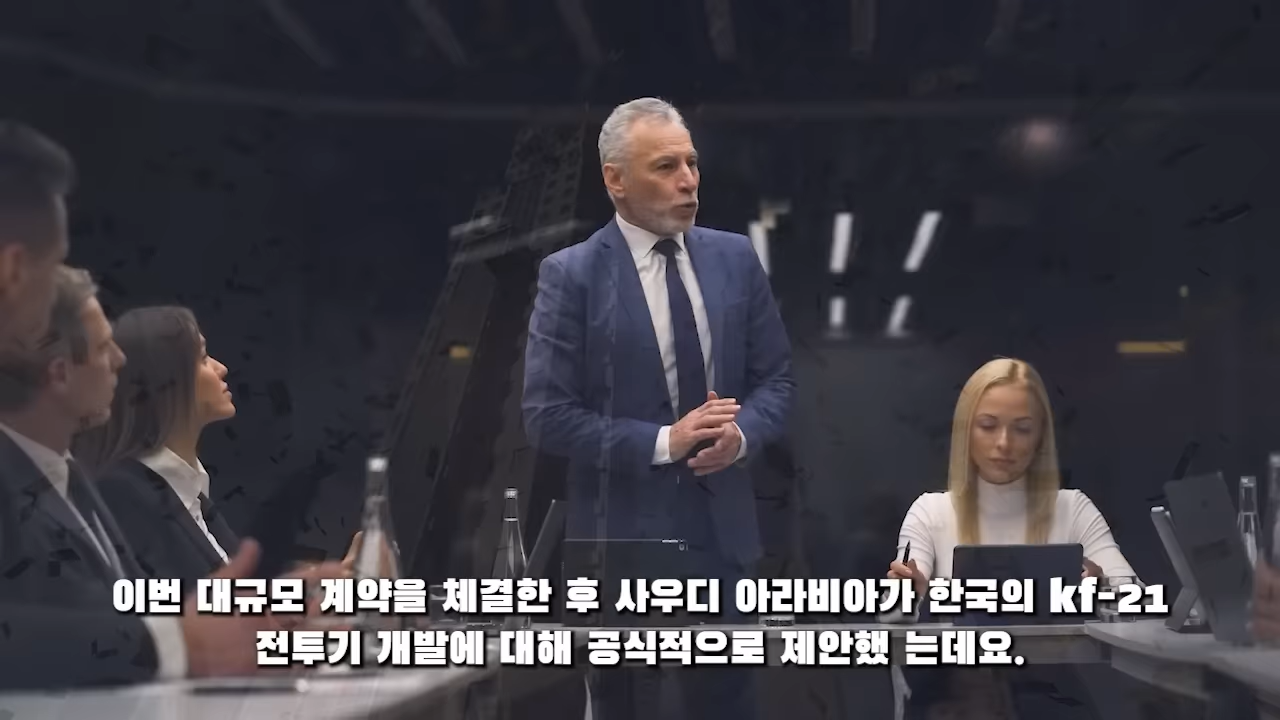 이번 대규모 계약을 체결한 후 사우디 아라비아가 한국의 kf-21
전투기 개발에 대해 공식적으로 제안했 는데요.